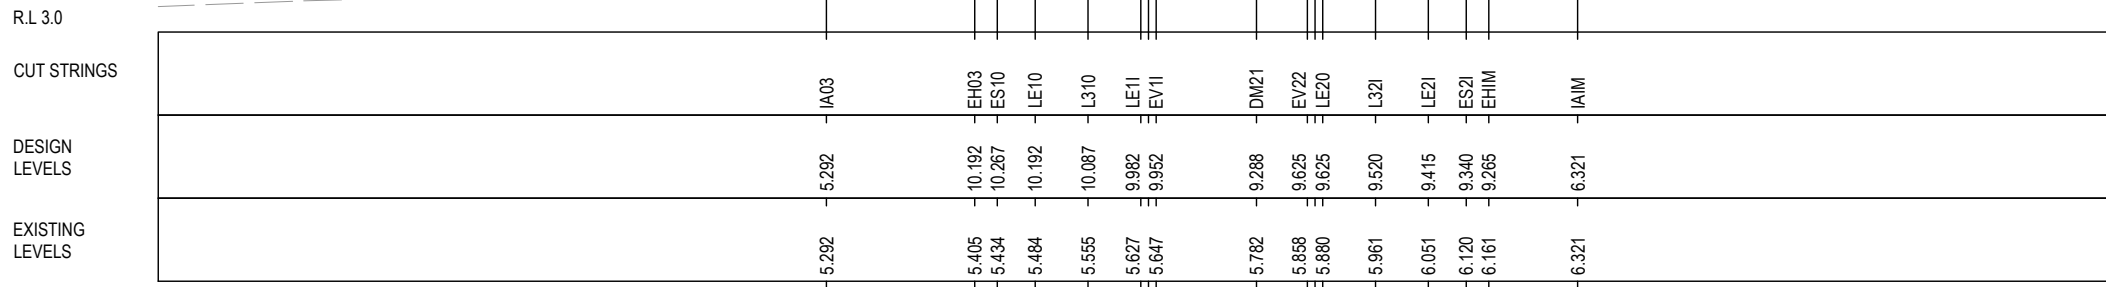 R.L 3.0
CUT STRINGS
IA03 EH03 ES10 LE10 L310 LE1I EV1I DM21 EV22 LE20 L32I LE2I ES2I EHIM IAIM
DESIGN
LEVELS
5.292 10.192 10.267 10.192 10.087 9.982 9.952 9.288 9.625 9.625 9.520 9.415 9.340 9.265 6.321
EXISTING
LEVELS
5.292 5.405 5.434 5.484 5.555 5.627 5.647 5.782 5.858 5.880 5.961 6.051 6.120 6.161 6.321